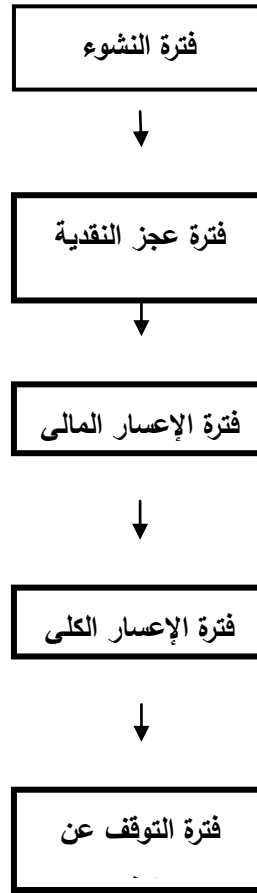 فترة النشوء
فترة عجز النقدية
فترة الإعسار المالى
فترة الإعسار الكلى
فترة التوقف عن